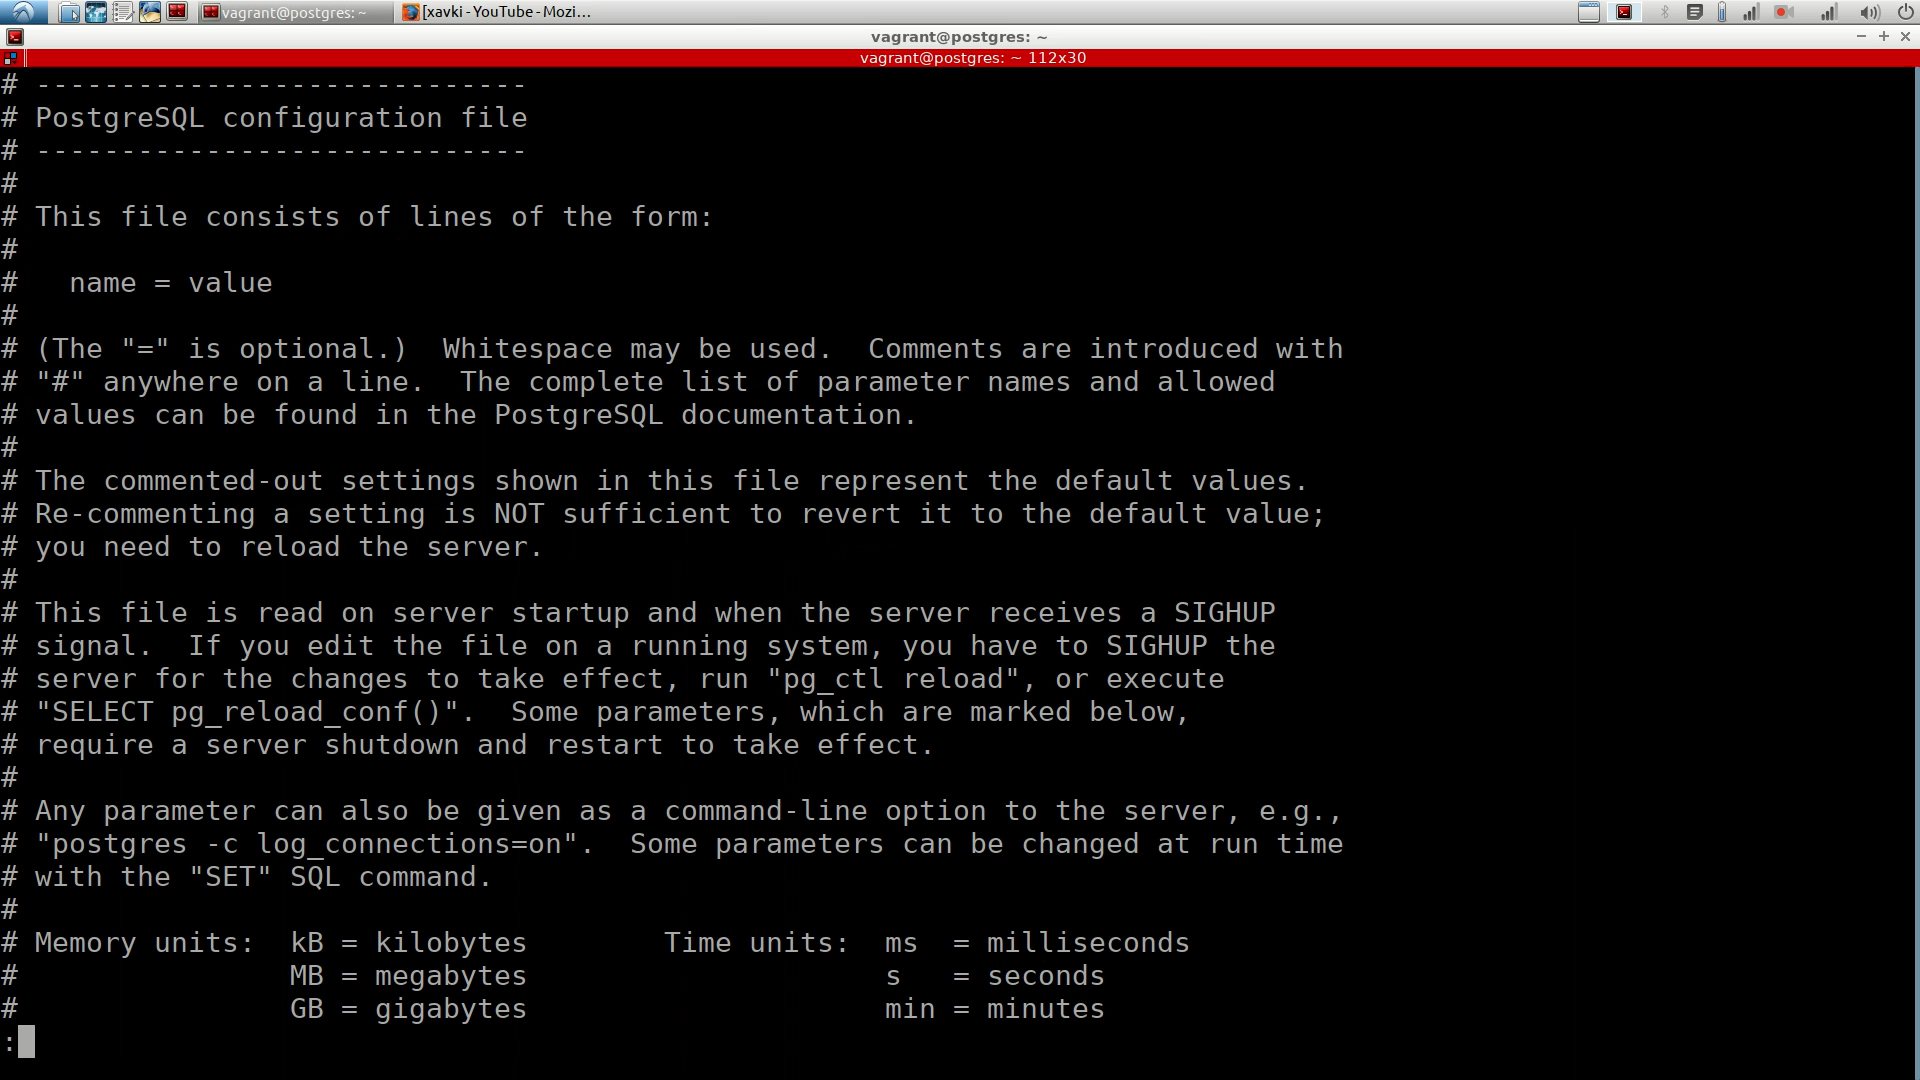 vagrant@postgres: ~
[xavki - YouTube - Mozi...
vagrant@postgres: ~
vagrant@postgres: ~ 112x30
# -----------------------------
# PostgreSQL configuration file
# -----------------------------
#
# This file consists of lines of the form:
#
#   name = value
#
# (The "=" is optional.)  Whitespace may be used.  Comments are introduced with
# "#" anywhere on a line.  The complete list of parameter names and allowed
# values can be found in the PostgreSQL documentation.
#
# The commented-out settings shown in this file represent the default values.
# Re-commenting a setting is NOT sufficient to revert it to the default value;
# you need to reload the server.
#
# This file is read on server startup and when the server receives a SIGHUP
# signal.  If you edit the file on a running system, you have to SIGHUP the
# server for the changes to take effect, run "pg_ctl reload", or execute
# "SELECT pg_reload_conf()".  Some parameters, which are marked below,
# require a server shutdown and restart to take effect.
#
# Any parameter can also be given as a command-line option to the server, e.g.,
# "postgres -c log_connections=on".  Some parameters can be changed at run time
# with the "SET" SQL command.
#
# Memory units:  kB = kilobytes        Time units:  ms  = milliseconds
#                MB = megabytes                     s   = seconds
#                GB = gigabytes                     min = minutes
: